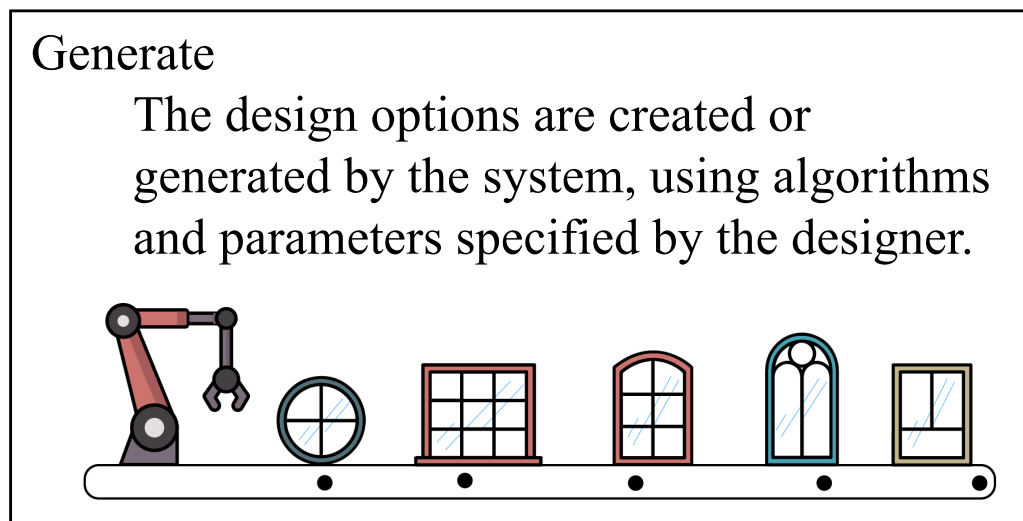 Generate
The design options are created or
generated by the system, using algorithms
and parameters specified by the designer.